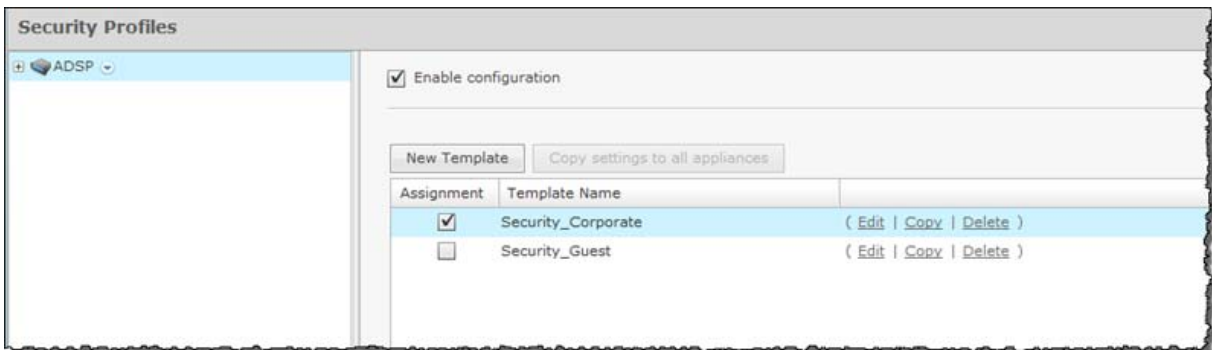 Security Profiles
ADSP
Enable configuration
New Template
Copy settings to all appliances
Assignment Template Name
Security_Corporate ( Edit | Copy | Delete )
Security_Guest ( Edit | Copy | Delete )